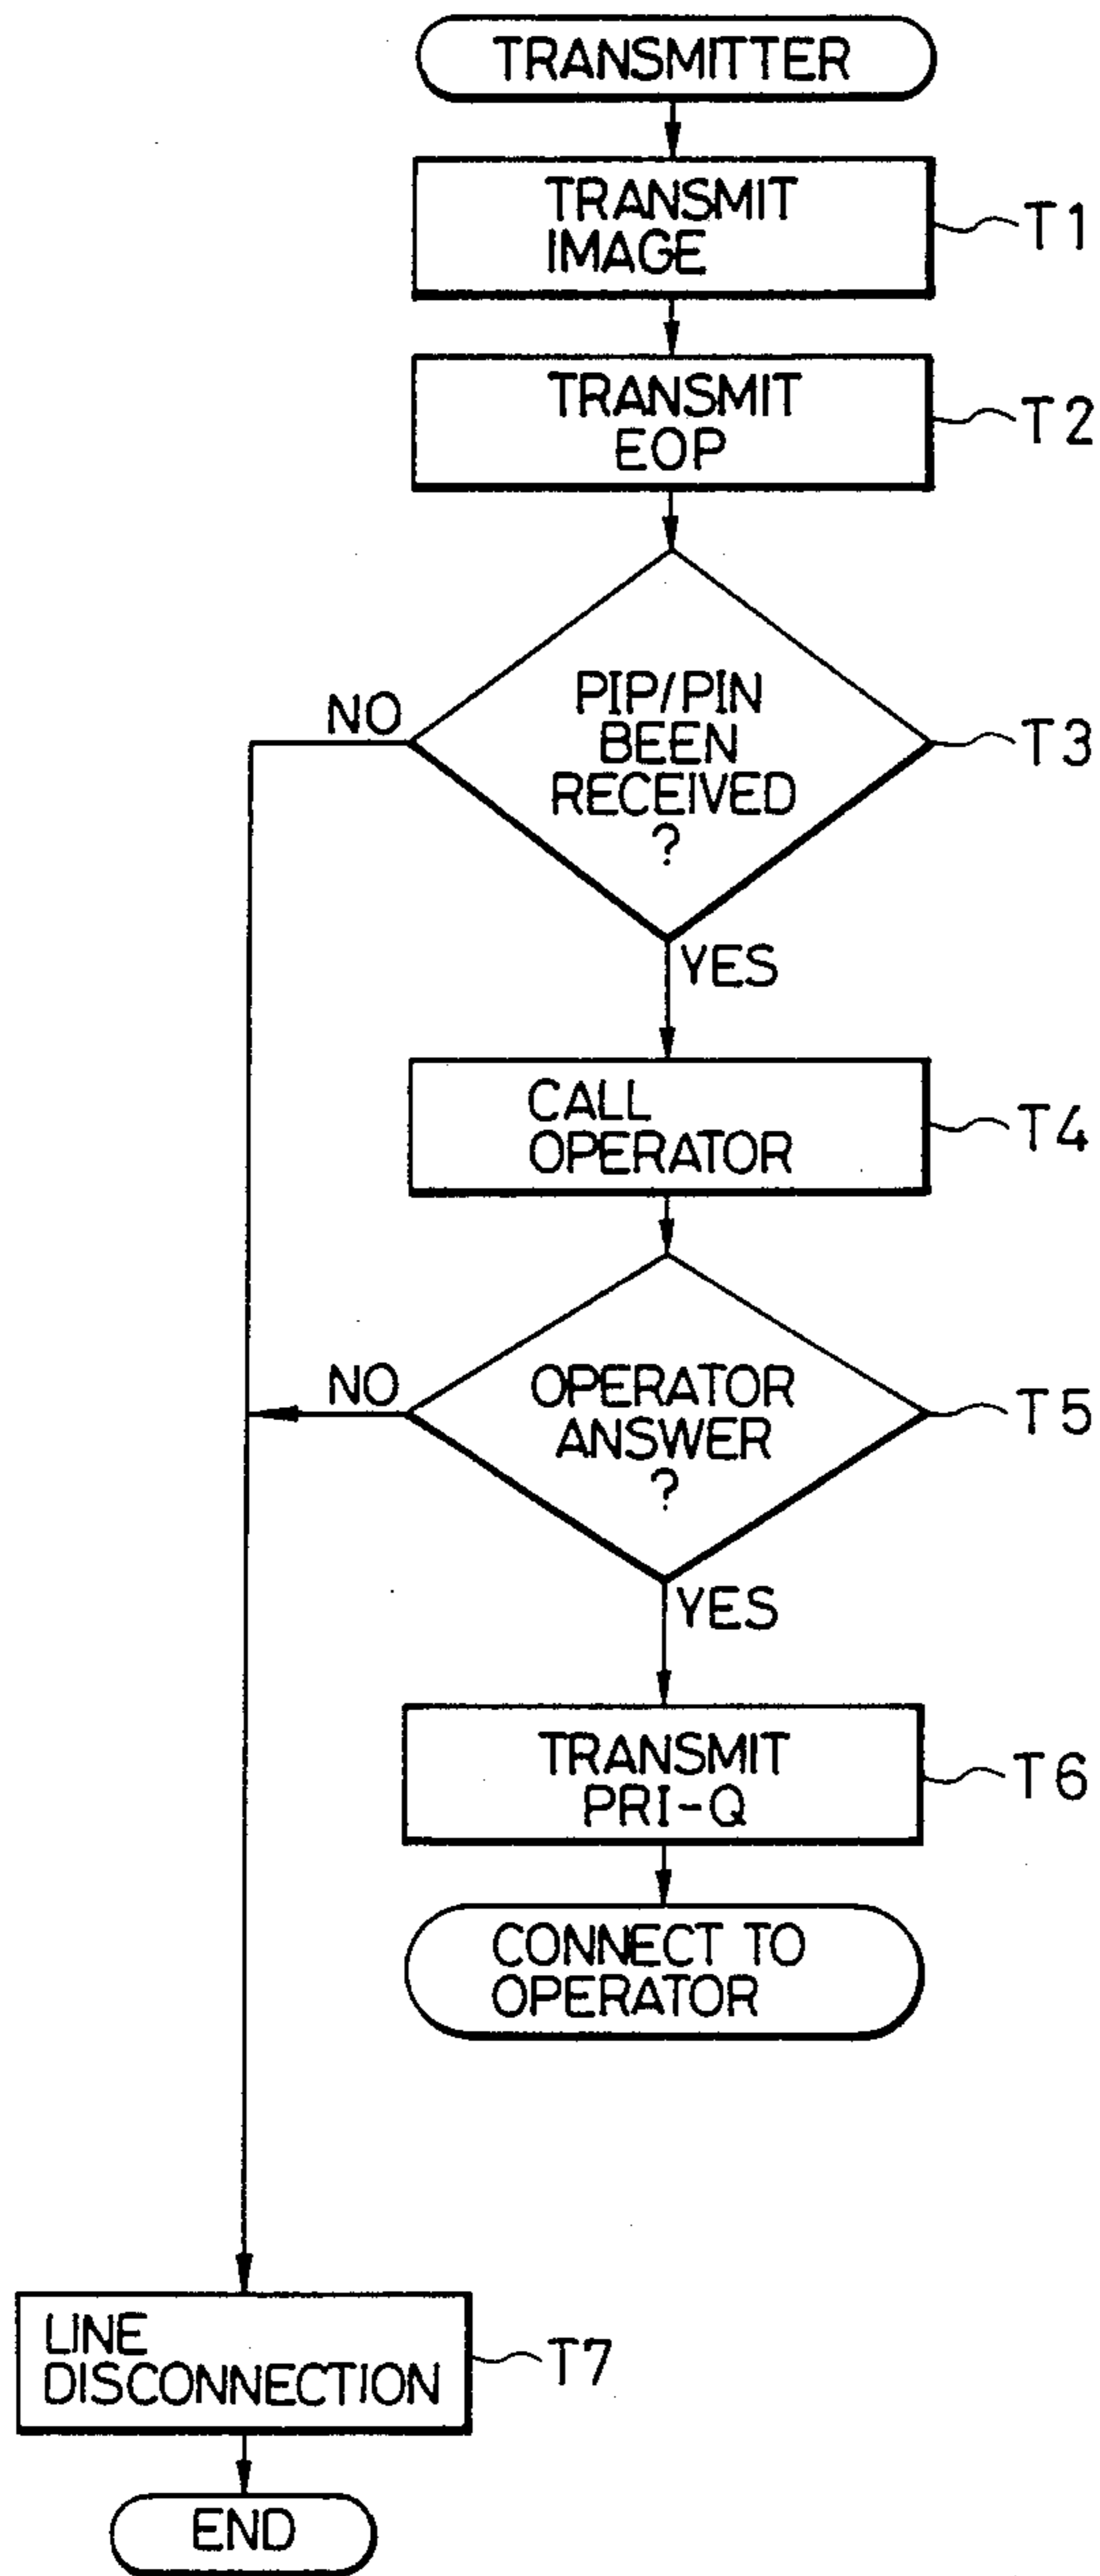 TRANSMITTER
TRANSMIT
IMAGE
T1
TRANSMIT
EOP
T2
PIP/PIN
BEEN
RECEIVED
?
NO
T3
YES
CALL
OPERATOR
T4
OPERATOR
ANSWER
?
NO
T5
YES
TRANSMIT
PRI-Q
T6
CONNECT TO
OPERATOR
LINE
DISCONNECTION
T7
END